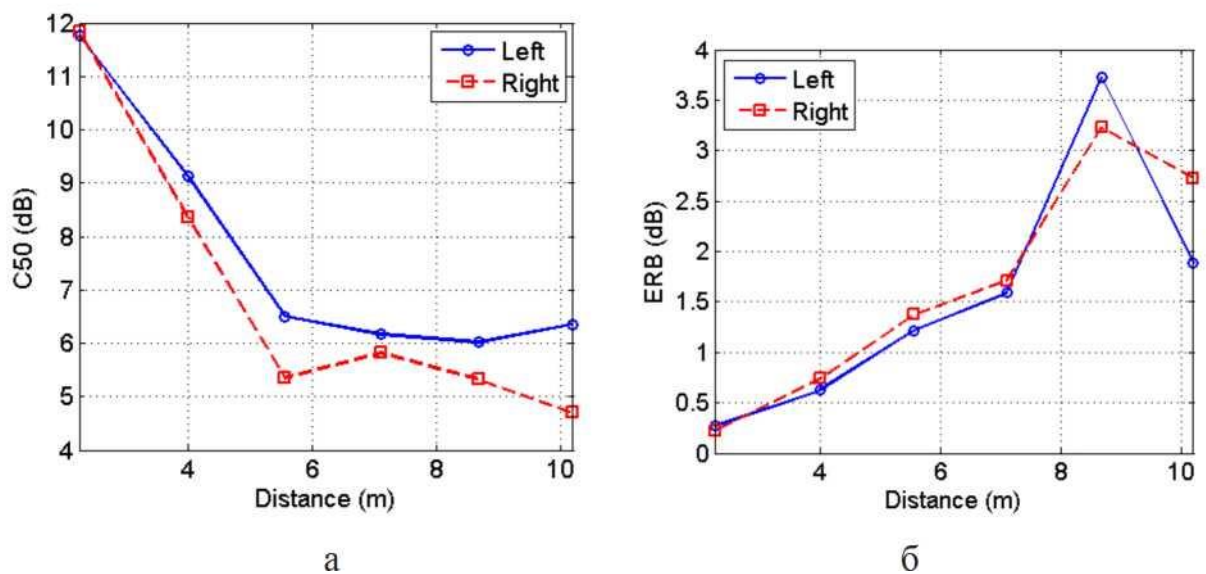 12
11
10
9
8
7
6
5
4
C50 (dB)
Left
Right
4 6 8 10
Distance (m)
а
4
3.5
3
2.5
2
1.5
1
0.5
0
ERB (dB)
Left
Right
4 6 8 10
Distance (m)
б